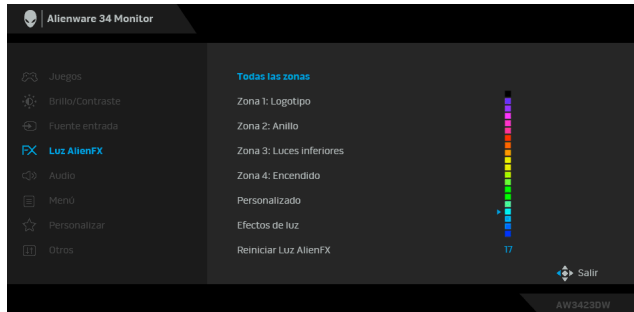 Alienware 34 Monitor
Juegos
Brillo/Contraste
Fuente entrada
FX Luz AlienFX
Audio
Menú
Personalizar
Otros
Todas las zonas
Zona 1: Logotipo
Zona 2: Anillo
Zona 3: Luces inferiores
Zona 4: Encendido
Personalizado
Efectos de luz
Reiniciar Luz AlienFX
17
Salir
AW3423DW